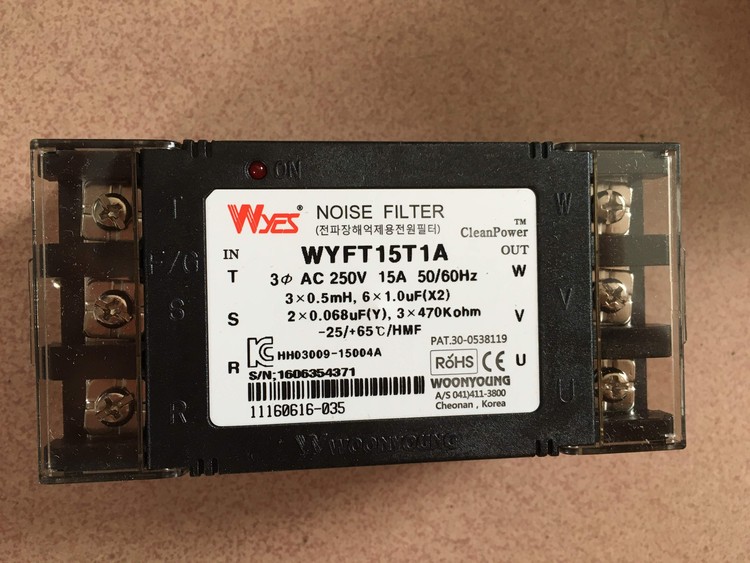 ON
WYES NOISE FILTER
(전파장해억제용전원필터) CleanPower™
IN WYFT15T1A OUT
T 3Φ AC 250V 15A 50/60Hz W
3×0.5mH, 6×1.0uF(X2)
S 2×0.068uF(Y), 3×470Kohm V
-25/+65℃/HMF
R KC HH03009-15004A PAT.30-0538119 U
S/N;1606354371 RoHS CE
WOONYOUNG
A/S 041)411-3800
11160616-035 Cheonan , Korea
WOONYOUNG
T
F/G
S
R
W
V
U